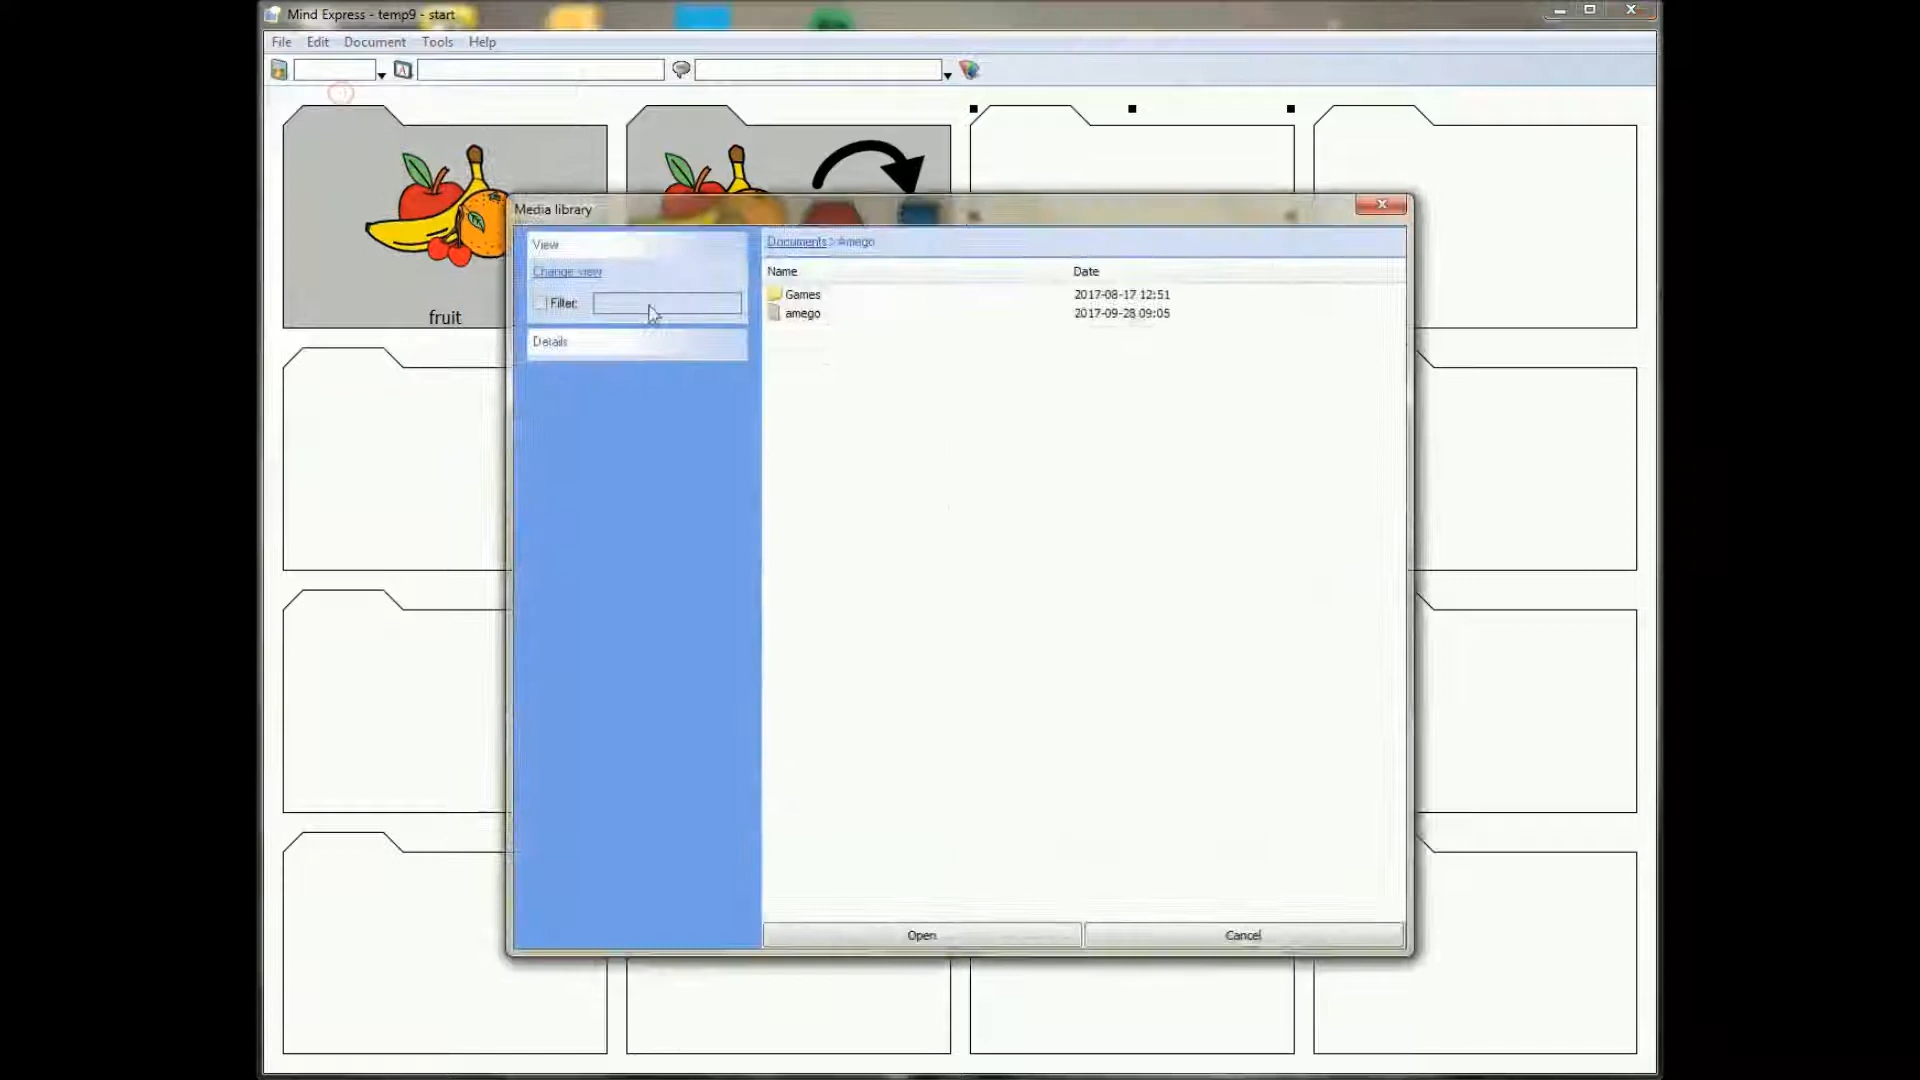 Mind Express - temp9 - start
File Edit Document Tools Help
fruit
Media library
View
Change view
Filter:
Details
Documents > Amego
Name Date
Games 2017-08-17 12:51
amego 2017-09-28 09:05
Open Cancel